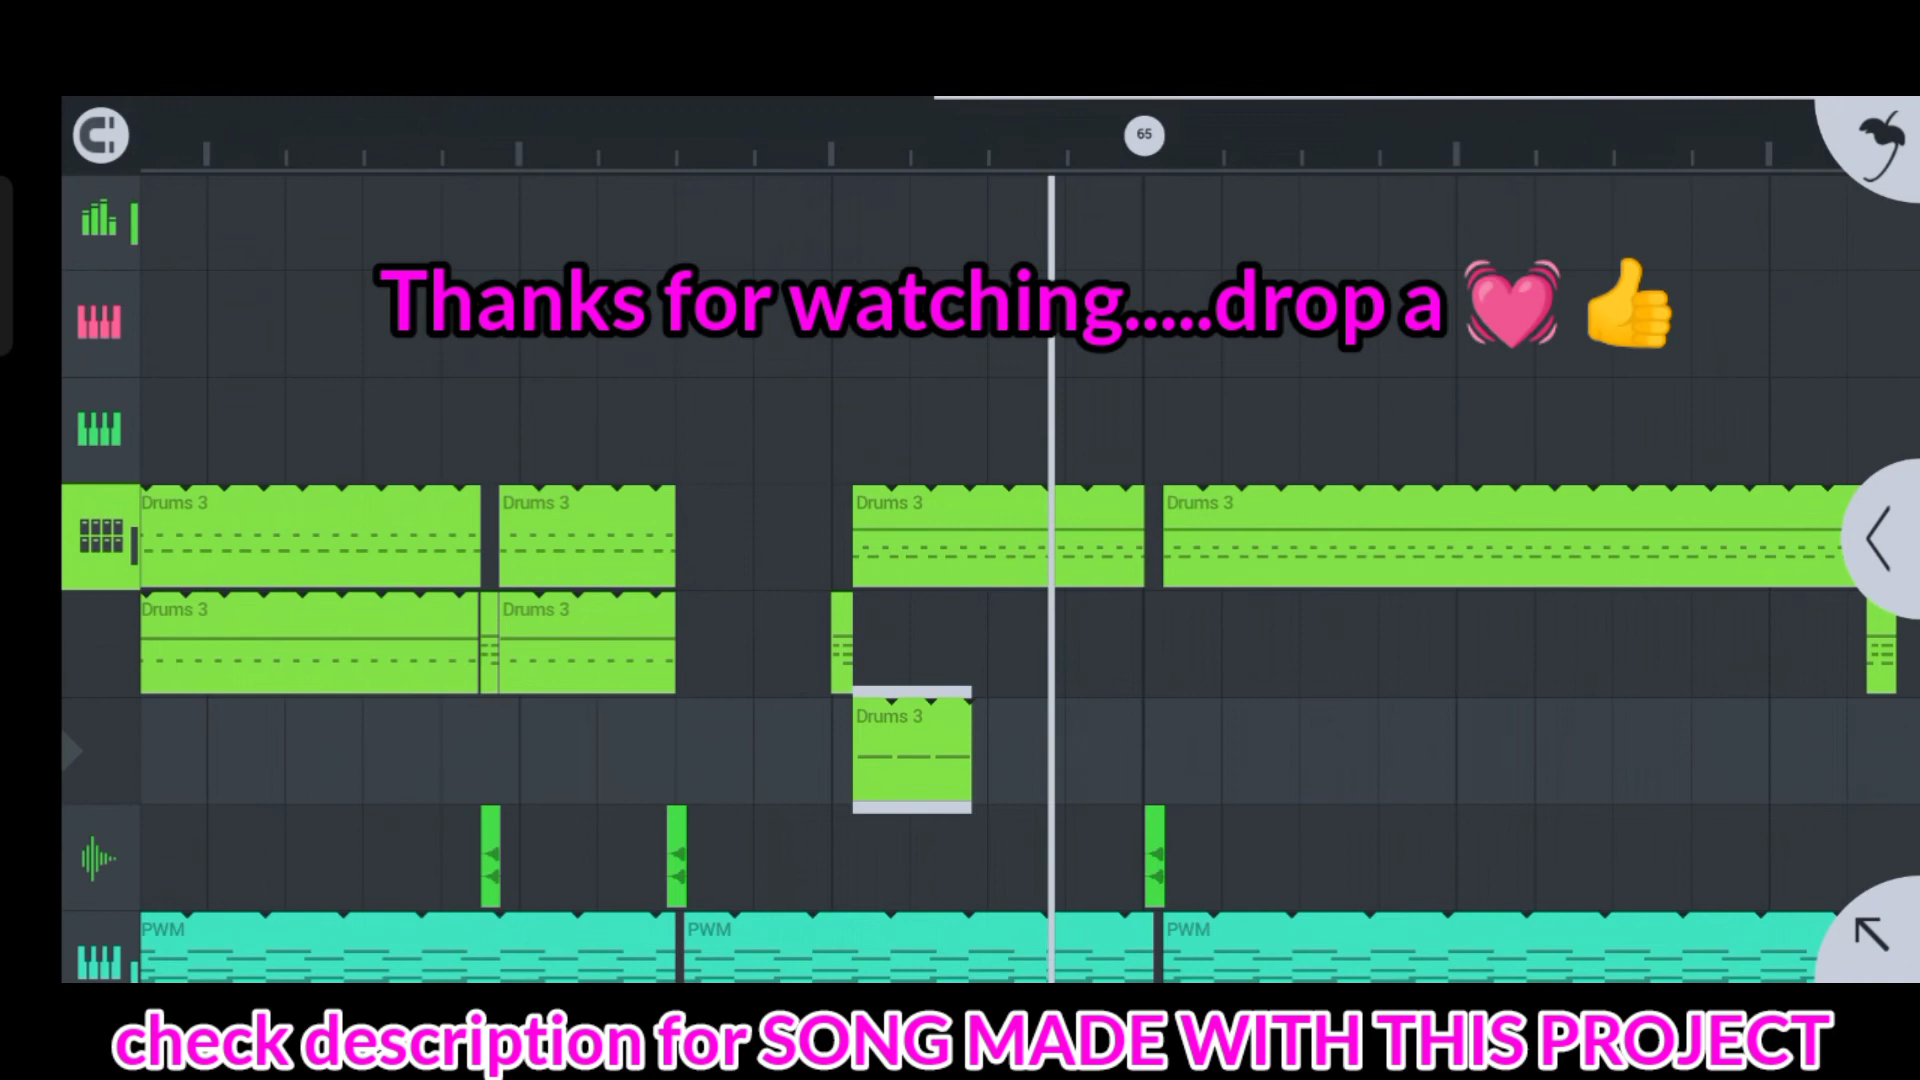 65
Thanks for watching.....drop a 💓 👍
Drums 3
Drums 3
Drums 3
Drums 3
Drums 3
Drums 3
Drums 3
PWM
PWM
PWM
check description for SONG MADE WITH THIS PROJECT